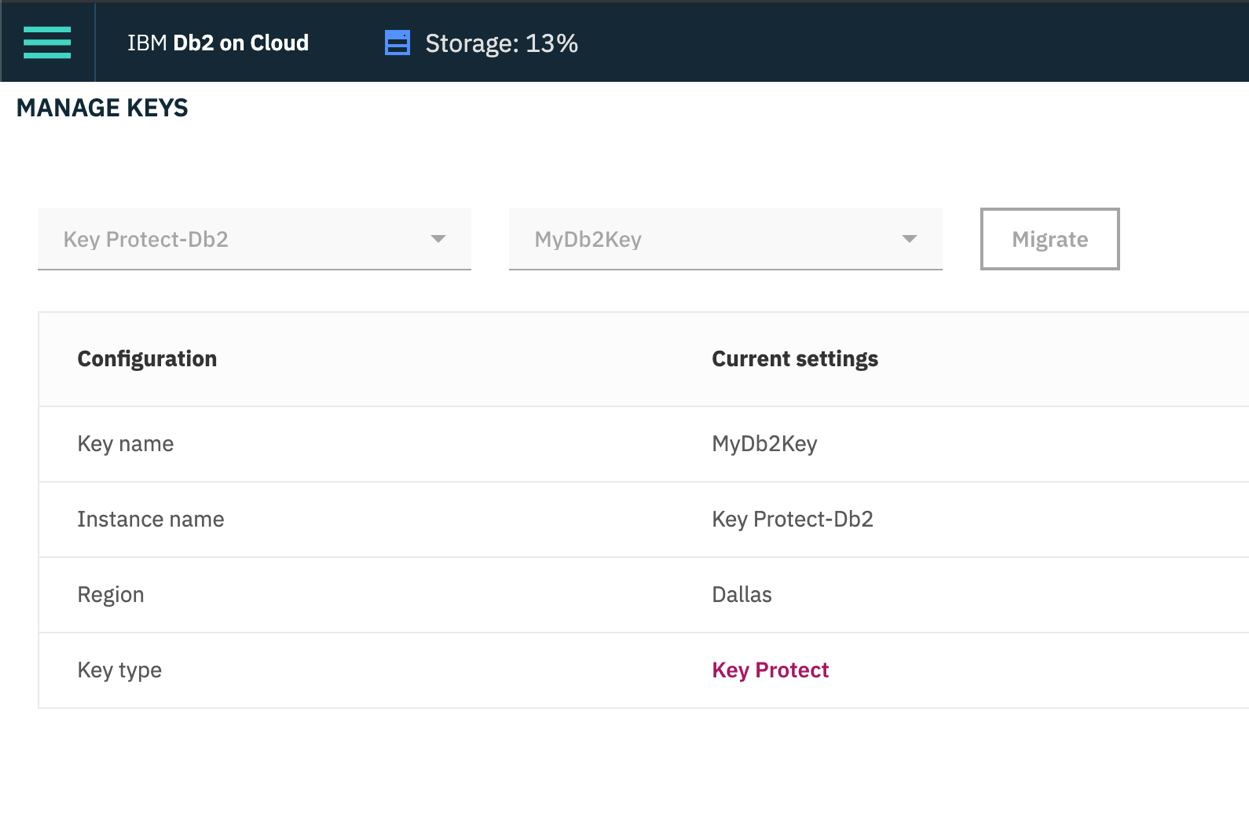 IBM Db2 on Cloud Storage: 13%
MANAGE KEYS
Key Protect-Db2 MyDb2Key Migrate
Configuration Current settings
Key name MyDb2Key
Instance name Key Protect-Db2
Region Dallas
Key type Key Protect